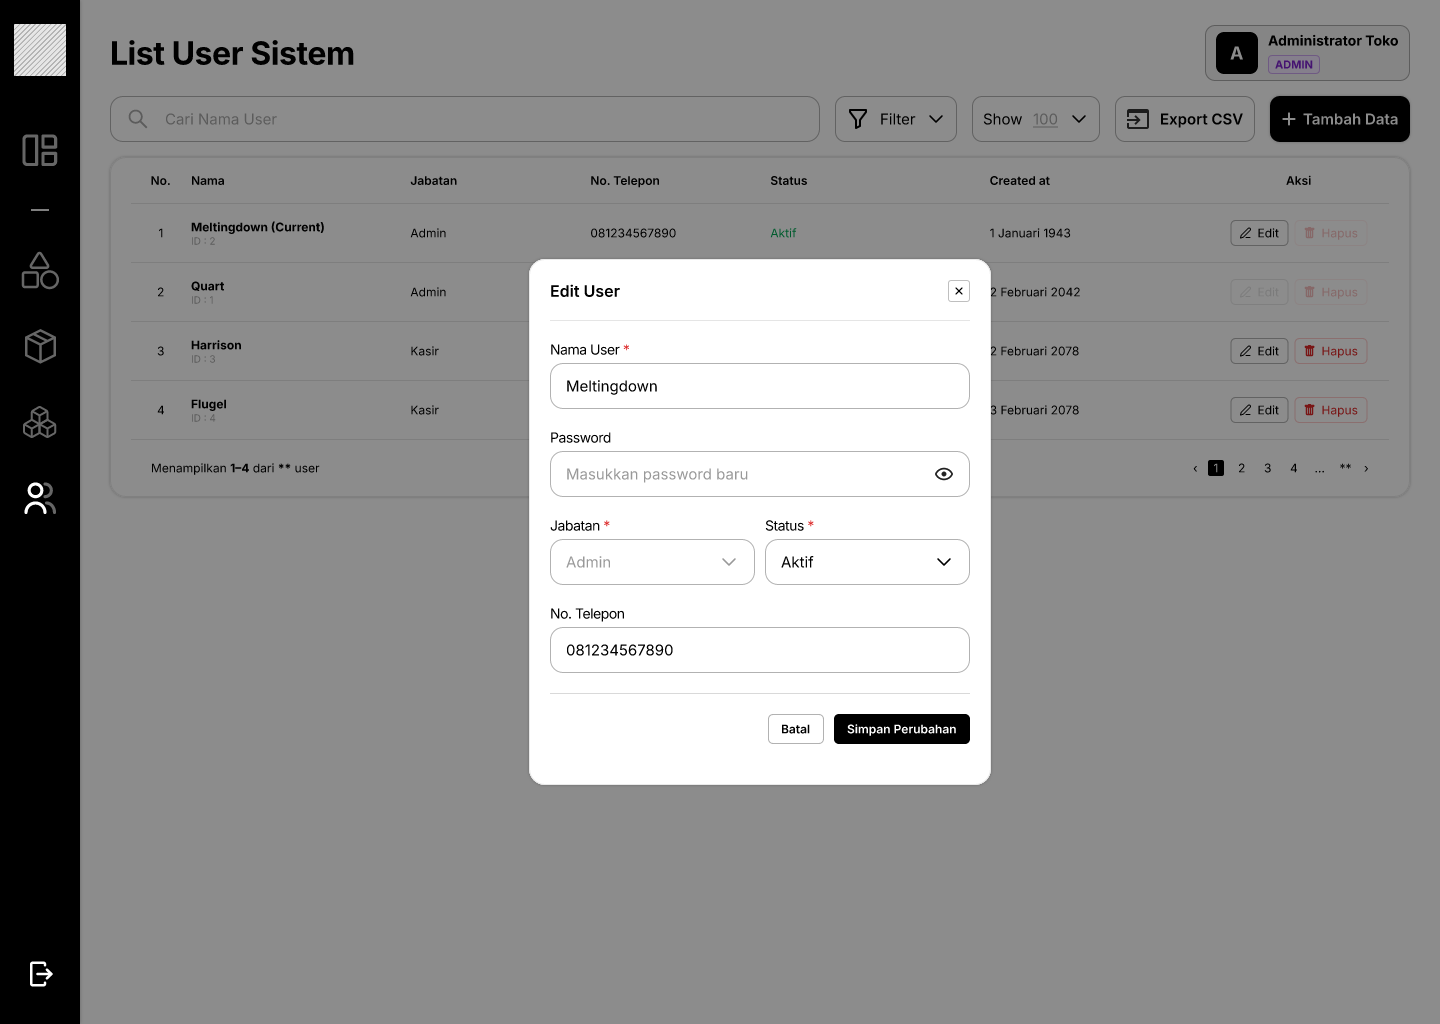 List User Sistem
A
Administrator Toko
ADMIN
Cari Nama User
Filter
Show 100
Export CSV
+ Tambah Data
No. Nama Jabatan No. Telepon Status Created at Aksi
1 Meltingdown (Current) Admin 081234567890 Aktif 1 Januari 1943 Edit Hapus
ID : 2
2 Quart Admin 2 Februari 2042 Edit Hapus
ID : 1
3 Harrison Kasir 2 Februari 2078 Edit Hapus
ID : 3
4 Flugel Kasir 3 Februari 2078 Edit Hapus
ID : 4
Menampilkan 1–4 dari ** user
‹ 1 2 3 4 ... ** ›
Edit User
Nama User *
Meltingdown
Password
Masukkan password baru
Jabatan * Status *
Admin Aktif
No. Telepon
081234567890
Batal Simpan Perubahan